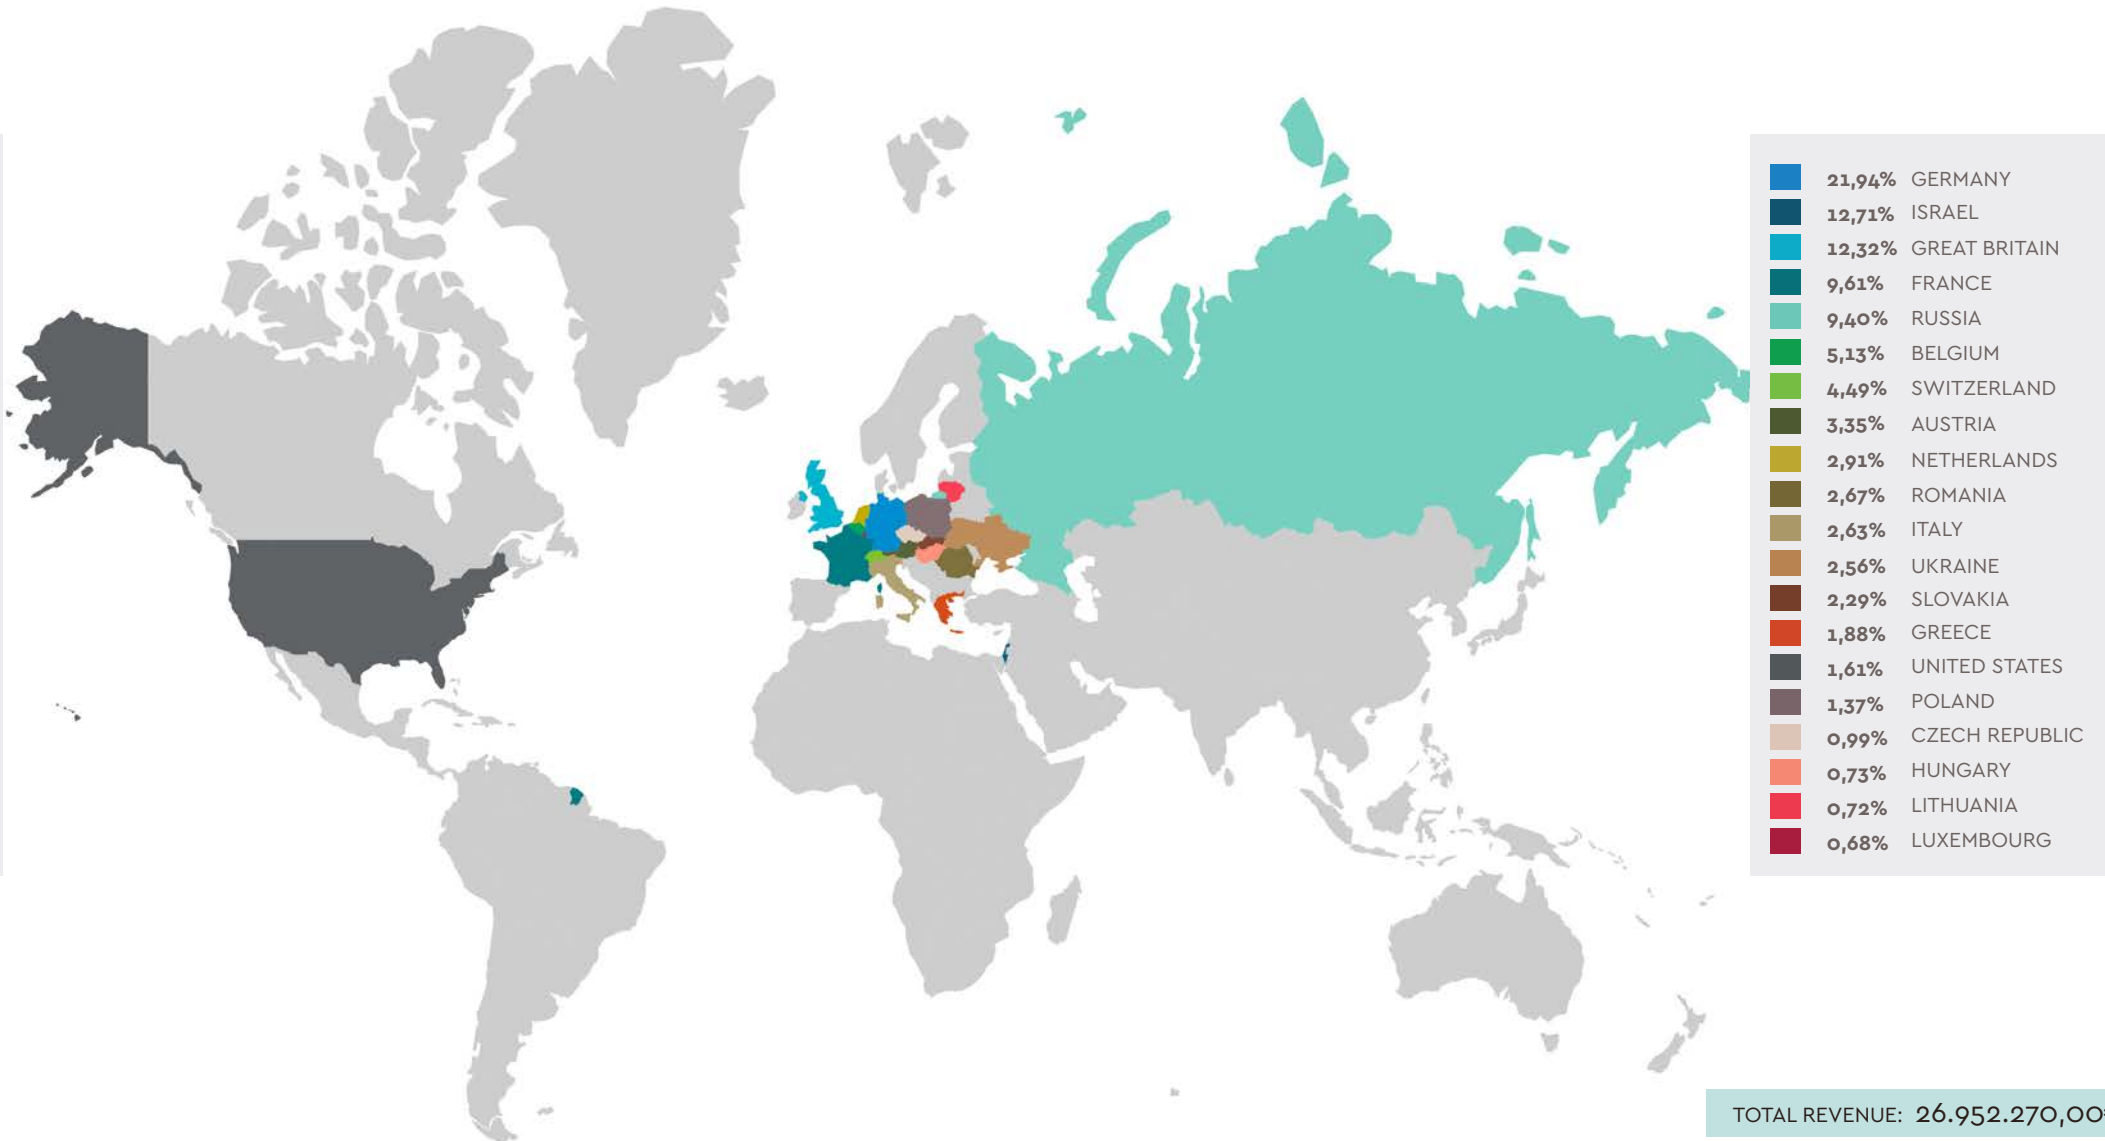 21,94% GERMANY
12,71% ISRAEL
12,32% GREAT BRITAIN
9,61% FRANCE
9,40% RUSSIA
5,13% BELGIUM
4,49% SWITZERLAND
3,35% AUSTRIA
2,91% NETHERLANDS
2,67% ROMANIA
2,63% ITALY
2,56% UKRAINE
2,29% SLOVAKIA
1,88% GREECE
1,61% UNITED STATES
1,37% POLAND
0,99% CZECH REPUBLIC
0,73% HUNGARY
0,72% LITHUANIA
0,68% LUXEMBOURG
TOTAL REVENUE: 26.952.270,00